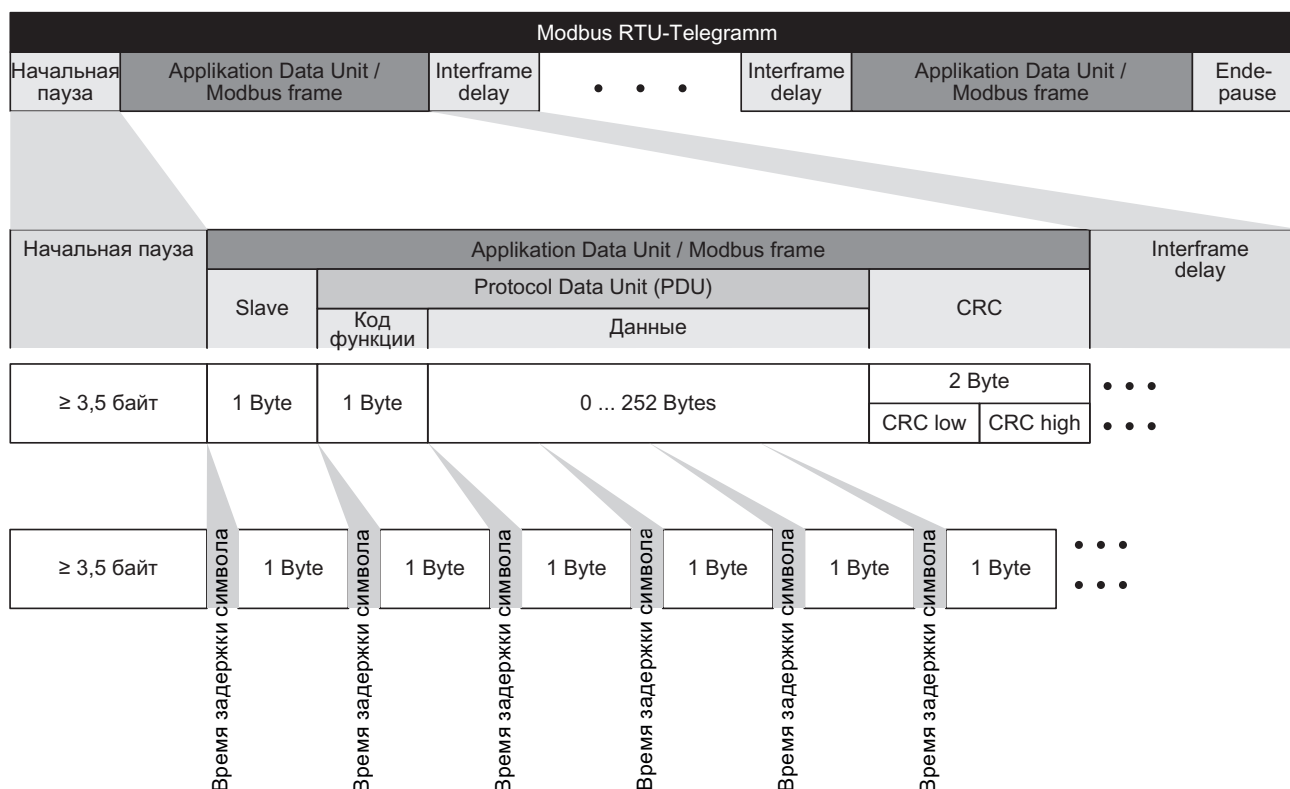 Modbus RTU-Telegramm
Начальная
пауза
Applikation Data Unit /
Modbus frame
Interframe
delay
• • •
Interframe
delay
Applikation Data Unit /
Modbus frame
Ende-
pause
Начальная пауза
Applikation Data Unit / Modbus frame
Interframe
delay
Slave
Protocol Data Unit (PDU)
CRC
Код
функции
Данные
≥ 3,5 байт
1 Byte
1 Byte
0 ... 252 Bytes
2 Byte
• • •
CRC low
CRC high
• • •
≥ 3,5 байт
Время задержки символа
1 Byte
Время задержки символа
1 Byte
Время задержки символа
1 Byte
Время задержки символа
1 Byte
Время задержки символа
1 Byte
Время задержки символа
1 Byte
• • •
• • •